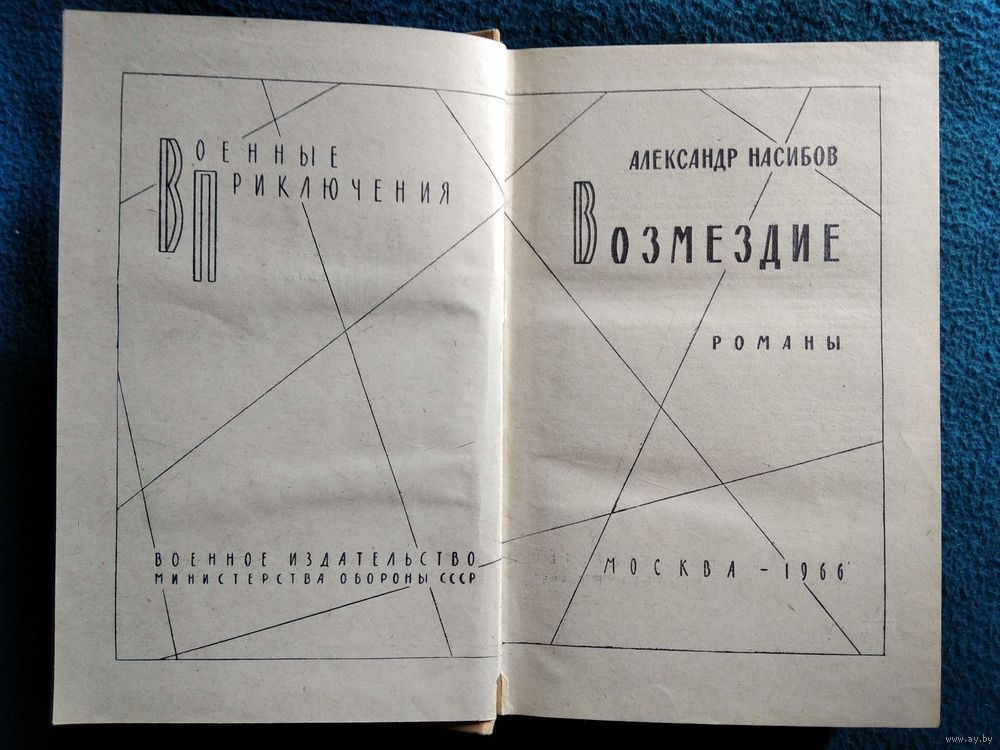 Военные
Приключения
ВОЕННОЕ ИЗДАТЕЛЬСТВО
МИНИСТЕРСТВА ОБОРОНЫ СССР
АЛЕКСАНДР НАСИБОВ
Возмездие
РОМАНЫ
МОСКВА – 1966
www.ay.by